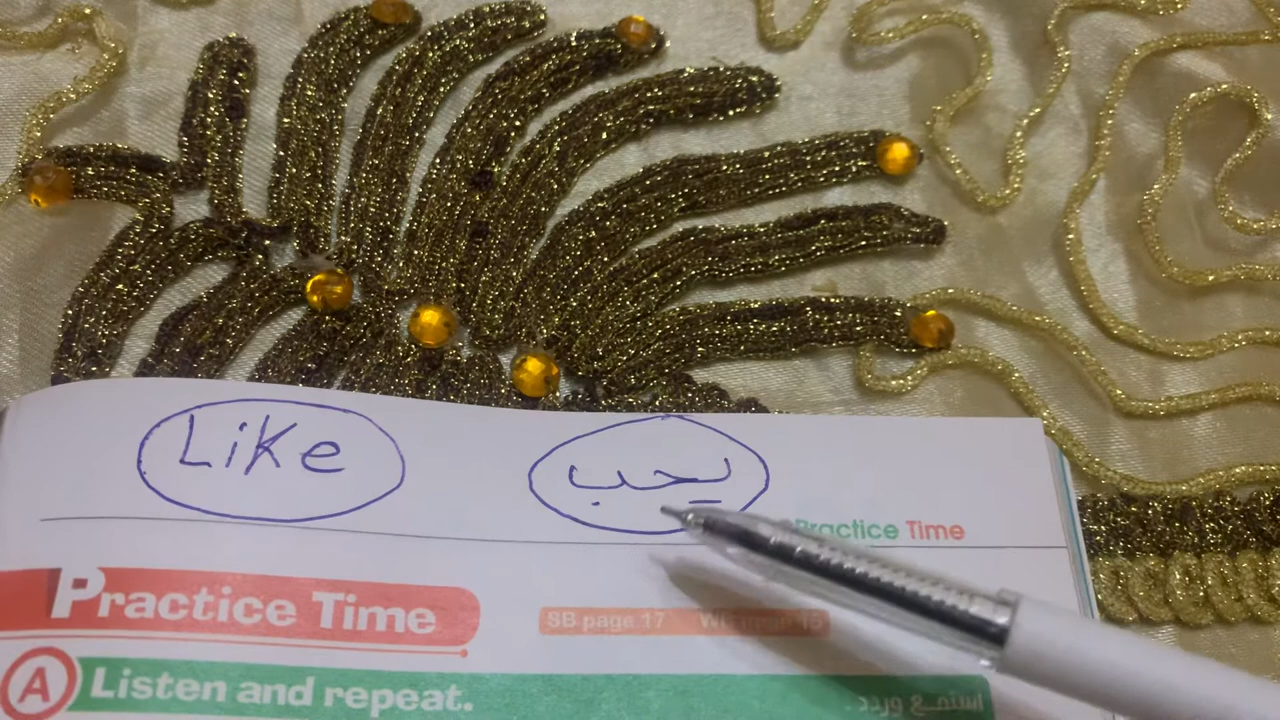 Like يحب
Practice Time
Practice Time
SB page 17
A Listen and repeat. استمع وردد.